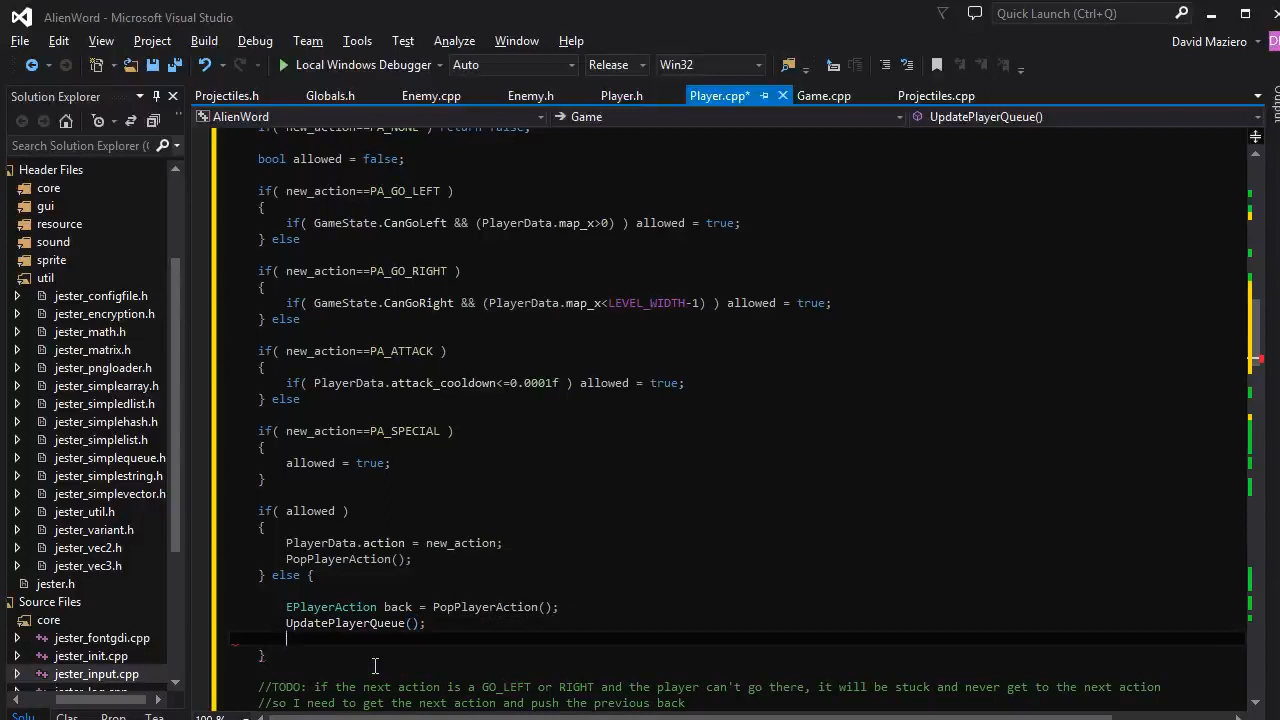 AlienWord - Microsoft Visual Studio
Quick Launch (Ctrl+Q)
File Edit View Project Build Debug Team Tools Test Analyze Window Help
David Maziero
Local Windows Debugger Auto Release Win32
Solution Explorer
Projectiles.h Globals.h Enemy.cpp Enemy.h Player.h Player.cpp* Game.cpp Projectiles.cpp
AlienWord Game UpdatePlayerQueue()
Search Solution Explorer (
Header Files
core
gui
resource
sound
sprite
util
jester_configfile.h
jester_encryption.h
jester_math.h
jester_matrix.h
jester_pngloader.h
jester_simplearray.h
jester_simpledlist.h
jester_simplehash.h
jester_simplelist.h
jester_simplequeue.h
jester_simplestring.h
jester_simplevector.h
jester_util.h
jester_variant.h
jester_vec2.h
jester_vec3.h
jester.h
Source Files
core
jester_fontgdi.cpp
jester_init.cpp
jester_input.cpp
if( new_action==PA_NONE ) return false;
bool allowed = false;
if( new_action==PA_GO_LEFT )
{
if( GameState.CanGoLeft && (PlayerData.map_x>0) ) allowed = true;
} else
if( new_action==PA_GO_RIGHT )
{
if( GameState.CanGoRight && (PlayerData.map_x<LEVEL_WIDTH-1) ) allowed = true;
} else
if( new_action==PA_ATTACK )
{
if( PlayerData.attack_cooldown<=0.0001f ) allowed = true;
} else
if( new_action==PA_SPECIAL )
{
allowed = true;
}
if( allowed )
{
PlayerData.action = new_action;
PopPlayerAction();
} else {
EPlayerAction back = PopPlayerAction();
UpdatePlayerQueue();
}
//TODO: if the next action is a GO_LEFT or RIGHT and the player can't go there, it will be stuck and never get to the next action
//so I need to get the next action and push the previous back